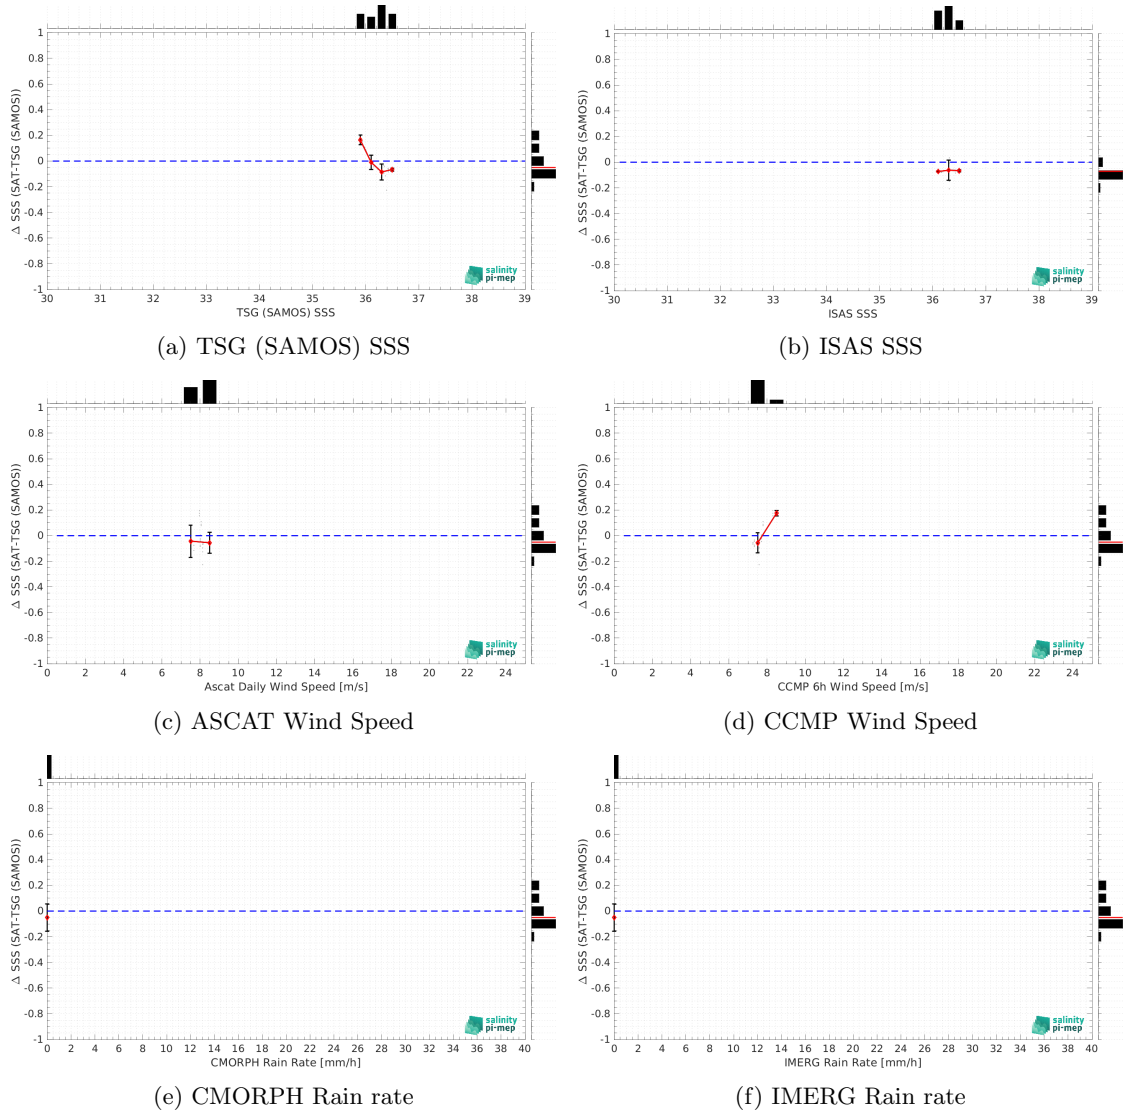 1
0.8
0.6
0.4
0.2
0
-0.2
-0.4
-0.6
-0.8
-1
Δ SSS (SAT-TSG (SAMOS))
30 31 32 33 34 35 36 37 38 39
TSG (SAMOS) SSS
salinity
pi-mep
(a) TSG (SAMOS) SSS
1
0.8
0.6
0.4
0.2
0
-0.2
-0.4
-0.6
-0.8
-1
Δ SSS (SAT-TSG (SAMOS))
30 31 32 33 34 35 36 37 38 39
ISAS SSS
salinity
pi-mep
(b) ISAS SSS
1
0.8
0.6
0.4
0.2
0
-0.2
-0.4
-0.6
-0.8
-1
Δ SSS (SAT-TSG (SAMOS))
0 2 4 6 8 10 12 14 16 18 20 22 24
Ascat Daily Wind Speed [m/s]
salinity
pi-mep
(c) ASCAT Wind Speed
1
0.8
0.6
0.4
0.2
0
-0.2
-0.4
-0.6
-0.8
-1
Δ SSS (SAT-TSG (SAMOS))
0 2 4 6 8 10 12 14 16 18 20 22 24
CCMP 6h Wind Speed [m/s]
salinity
pi-mep
(d) CCMP Wind Speed
1
0.8
0.6
0.4
0.2
0
-0.2
-0.4
-0.6
-0.8
-1
Δ SSS (SAT-TSG (SAMOS))
0 2 4 6 8 10 12 14 16 18 20 22 24 26 28 30 32 34 36 38 40
CMORPH Rain Rate [mm/h]
salinity
pi-mep
(e) CMORPH Rain rate
1
0.8
0.6
0.4
0.2
0
-0.2
-0.4
-0.6
-0.8
-1
Δ SSS (SAT-TSG (SAMOS))
0 2 4 6 8 10 12 14 16 18 20 22 24 26 28 30 32 34 36 38 40
IMERG Rain Rate [mm/h]
salinity
pi-mep
(f) IMERG Rain rate